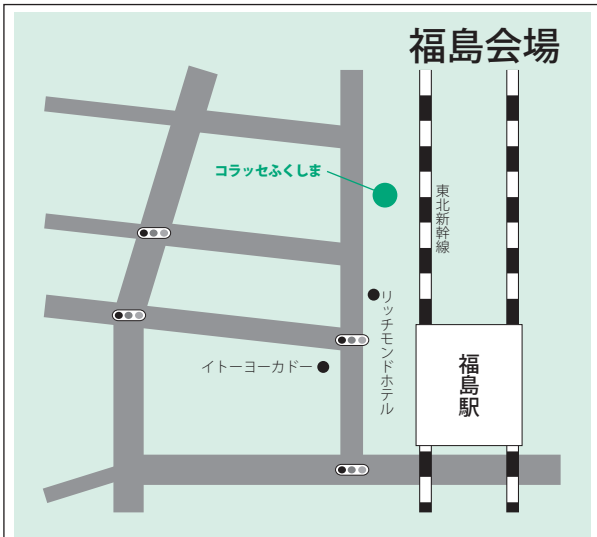 福島会場
コラッセふくしま
東北新幹線
リッチモンドホテル
イトーヨーカドー
福島駅